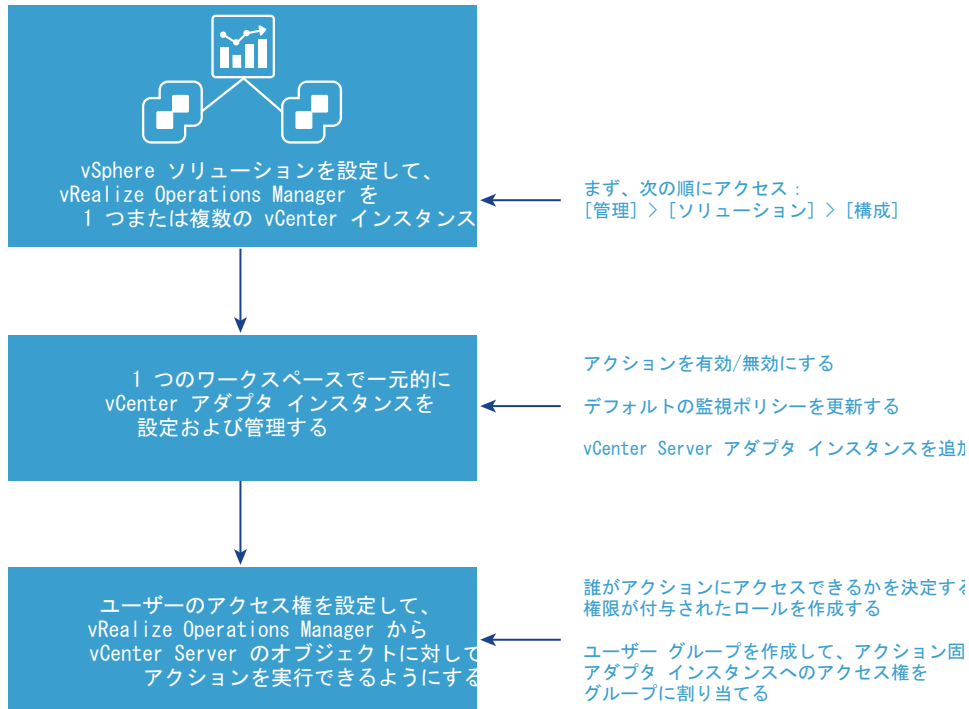 vSphere ソリューションを設定して、
vRealize Operations Manager を
1 つまたは複数の vCenter インスタンス
まず、次の順にアクセス：
[管理] > [ソリューション] > [構成]
1 つのワークスペースで一元的に
vCenter アダプタ インスタンスを
設定および管理する
アクションを有効/無効にする
デフォルトの監視ポリシーを更新する
vCenter Server アダプタ インスタンスを追加
ユーザーのアクセス権を設定して、
vRealize Operations Manager から
vCenter Server のオブジェクトに対して
アクションを実行できるようにする
誰がアクションにアクセスできるかを決定する
権限が付与されたロールを作成する
ユーザー グループを作成して、アクション固
アダプタ インスタンスへのアクセス権を
グループに割り当てる